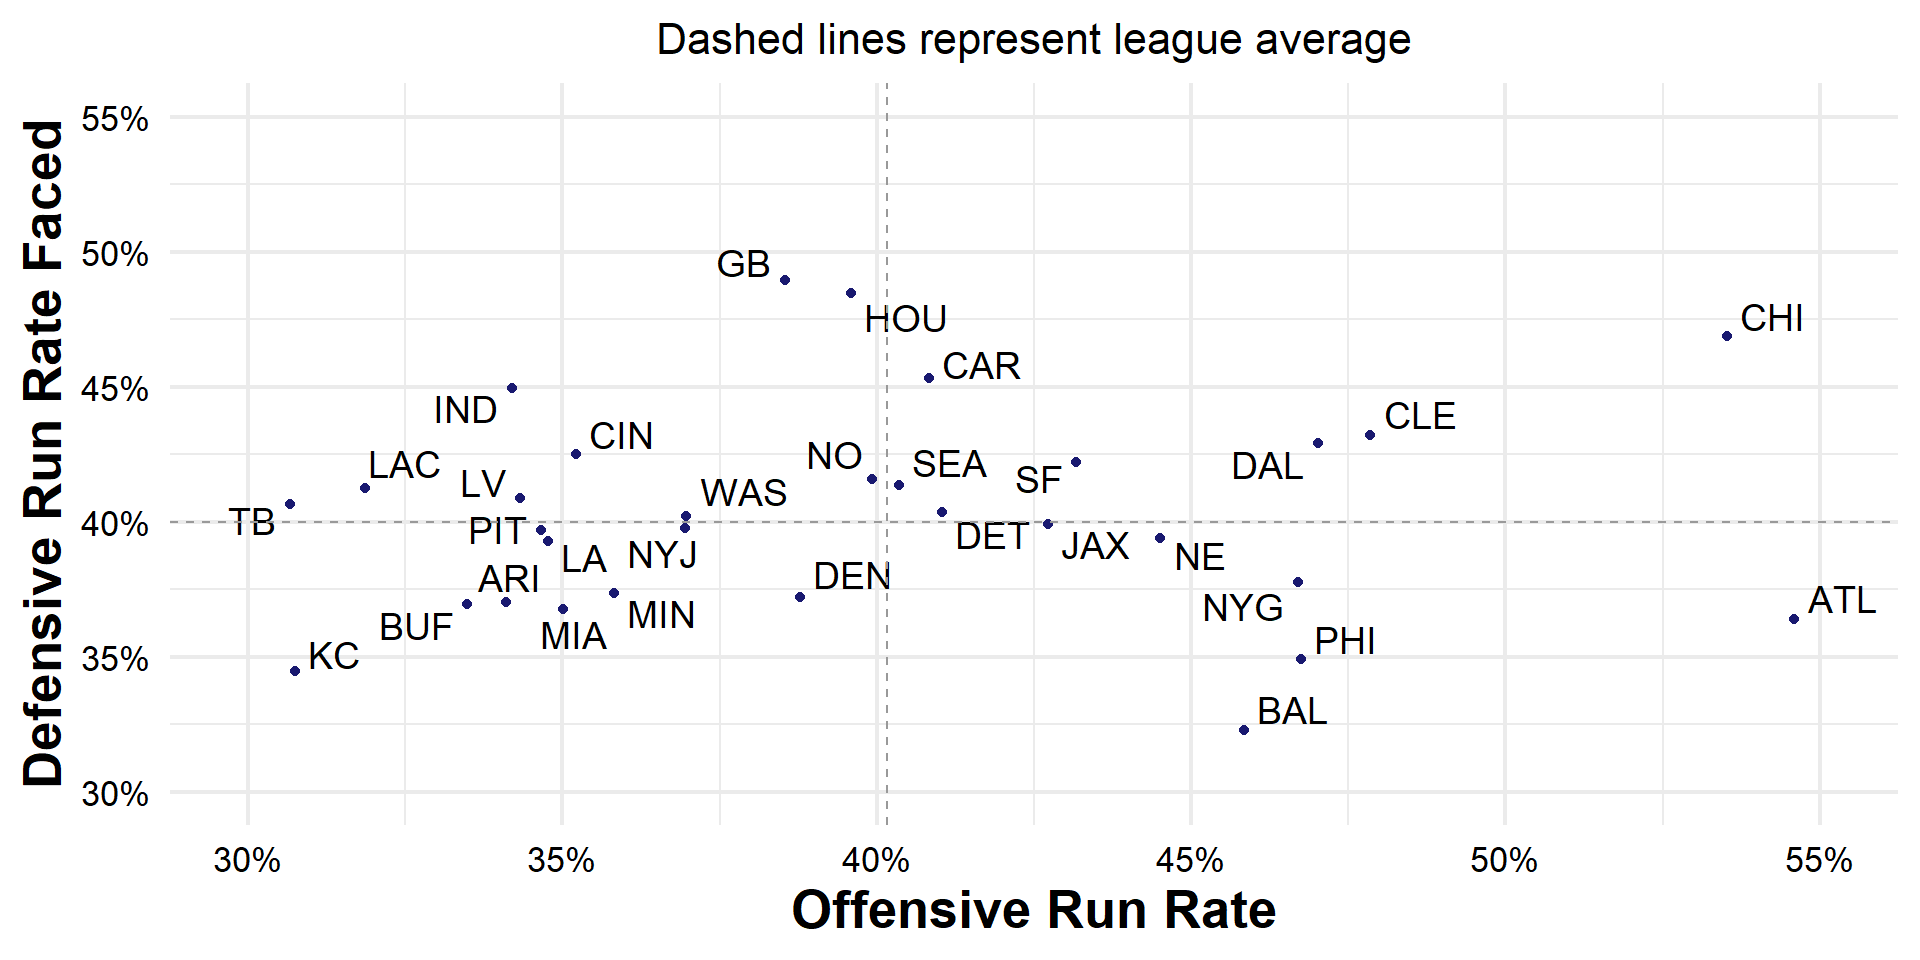 Dashed lines represent league average
Defensive Run Rate Faced
55%
50%
45%
40%
35%
30%
GB
HOU
CHI
CAR
IND
CLE
CIN
NO
LAC
SEA
DAL
LV
SF
WAS
TB
PIT
DET
JAX
LA
NYJ
NE
ARI
DEN
ATL
NYG
BUF
MIN
MIA
PHI
KC
BAL
30%
35%
40%
45%
50%
55%
Offensive Run Rate